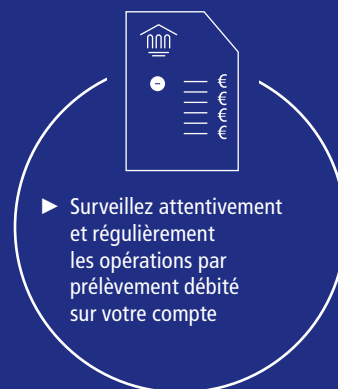 €
€
€
€
► Surveillez attentivement
et régulièrement
les opérations par
prélèvement débité
sur votre compte